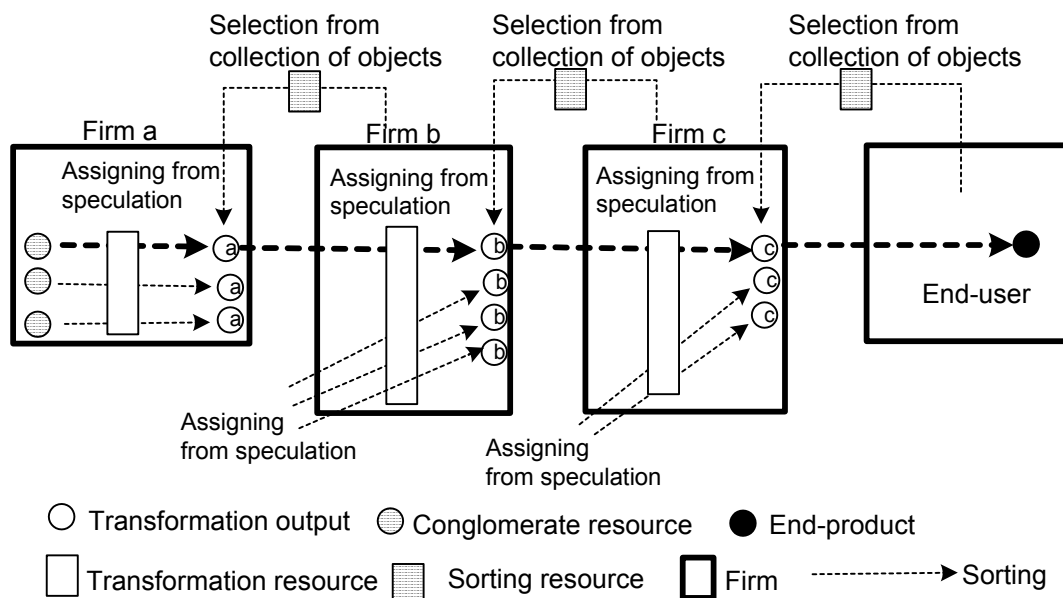 Selection from
collection of objects
Selection from
collection of objects
Selection from
collection of objects
Firm a
Firm b
Firm c
Assigning from
speculation
Assigning from
speculation
Assigning from
speculation
a
a
a
b
b
b
b
c
c
c
End-user
Assigning
from speculation
Assigning
from speculation
Transformation output
Conglomerate resource
End-product
Transformation resource
Sorting resource
Firm
Sorting